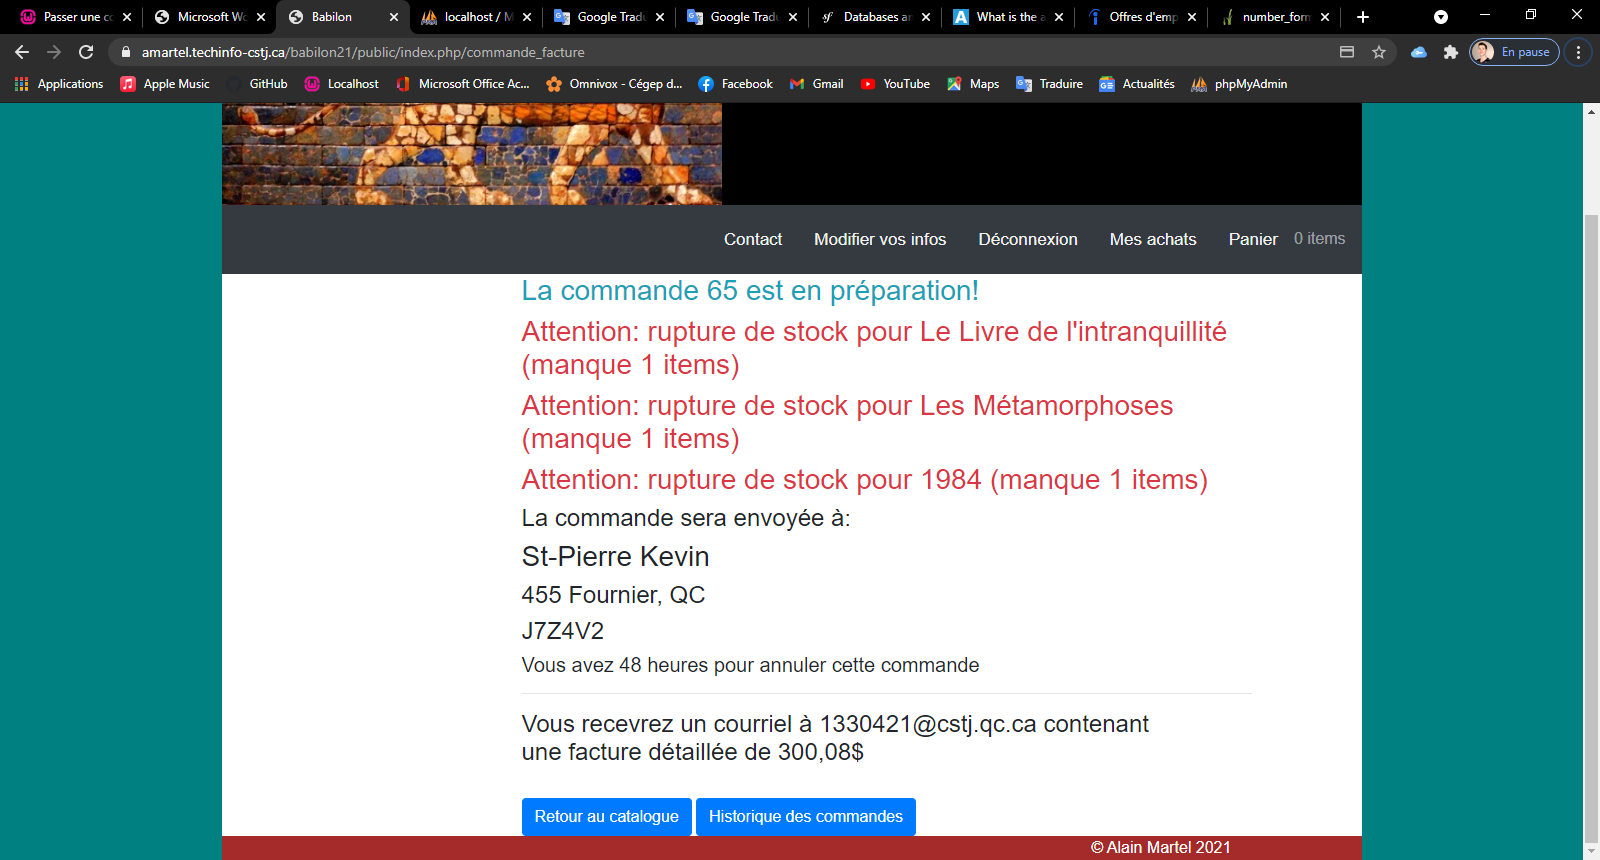 Passer une co
Microsoft Wo
Babilon
localhost / M
Google Tradu
Google Tradu
Databases an
What is the a
Offres d'emp
number_form
amartel.techinfo-cstj.ca/babilon21/public/index.php/commande_facture
En pause
Applications
Apple Music
GitHub
Localhost
Microsoft Office Ac...
Omnivox - Cégep d...
Facebook
Gmail
YouTube
Maps
Traduire
Actualités
phpMyAdmin
Contact
Modifier vos infos
Déconnexion
Mes achats
Panier
0 items
La commande 65 est en préparation!
Attention: rupture de stock pour Le Livre de l'intranquillité
(manque 1 items)
Attention: rupture de stock pour Les Métamorphoses
(manque 1 items)
Attention: rupture de stock pour 1984 (manque 1 items)
La commande sera envoyée à:
St-Pierre Kevin
455 Fournier, QC
J7Z4V2
Vous avez 48 heures pour annuler cette commande
Vous recevrez un courriel à 1330421@cstj.qc.ca contenant
une facture détaillée de 300,08$
Retour au catalogue
Historique des commandes
© Alain Martel 2021